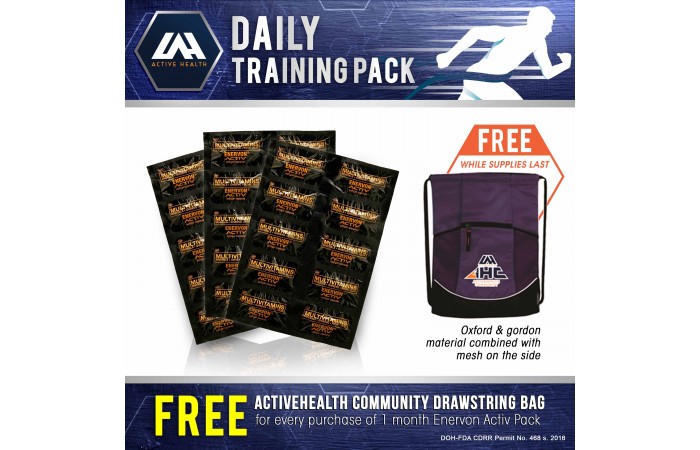 DAILY
TRAINING PACK
ACTIVE HEALTH
FREE
WHILE SUPPLIES LAST
MULTIVITAMINS
ENERVON
ACTIV
AHC
Oxford & gordon
material combined with
mesh on the side
FREE
ACTIVEHEALTH COMMUNITY DRAWSTRING BAG
for every purchase of 1 month Enervon Activ Pack
DOH-FDA CDRR Permit No. 468 s. 2016